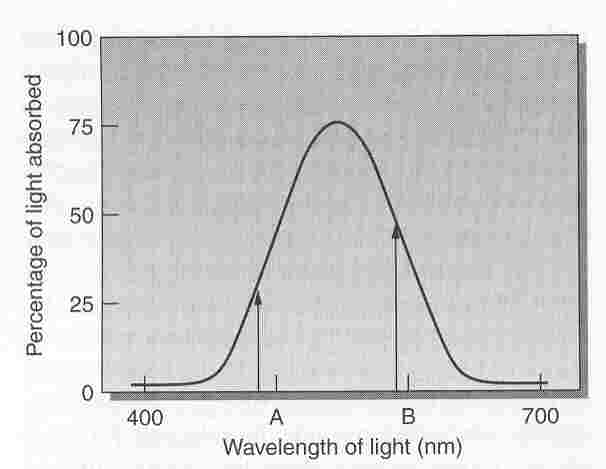 100
75
50
25
0
Percentage of light absorbed
400 A B 700
Wavelength of light (nm)